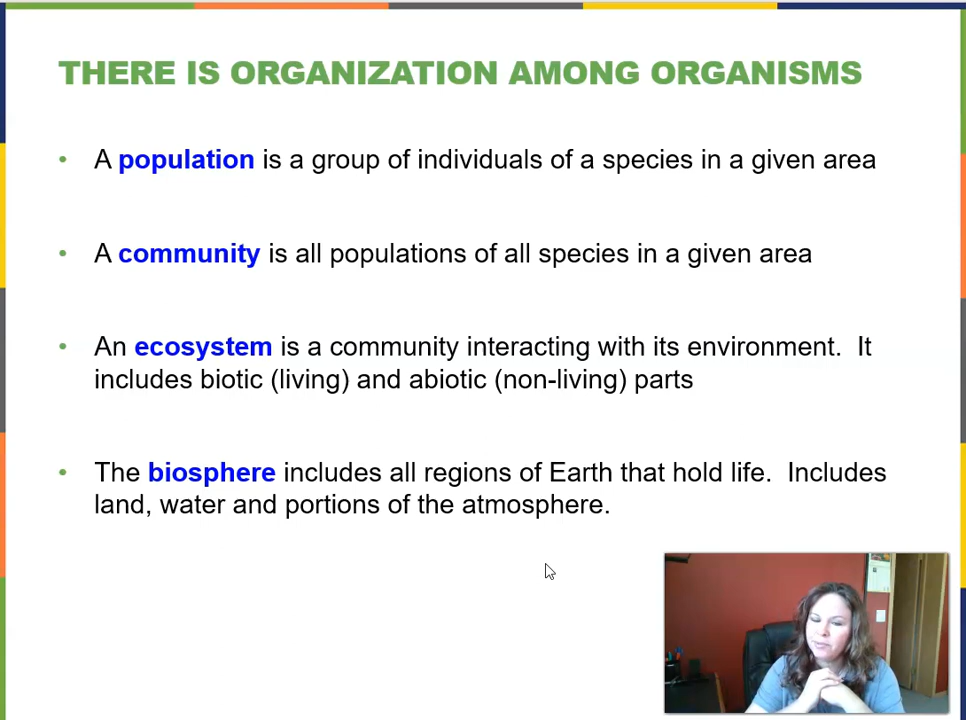 THERE IS ORGANIZATION AMONG ORGANISMS
• A population is a group of individuals of a species in a given area
• A community is all populations of all species in a given area
• An ecosystem is a community interacting with its environment.  It
includes biotic (living) and abiotic (non-living) parts
• The biosphere includes all regions of Earth that hold life.  Includes
land, water and portions of the atmosphere.